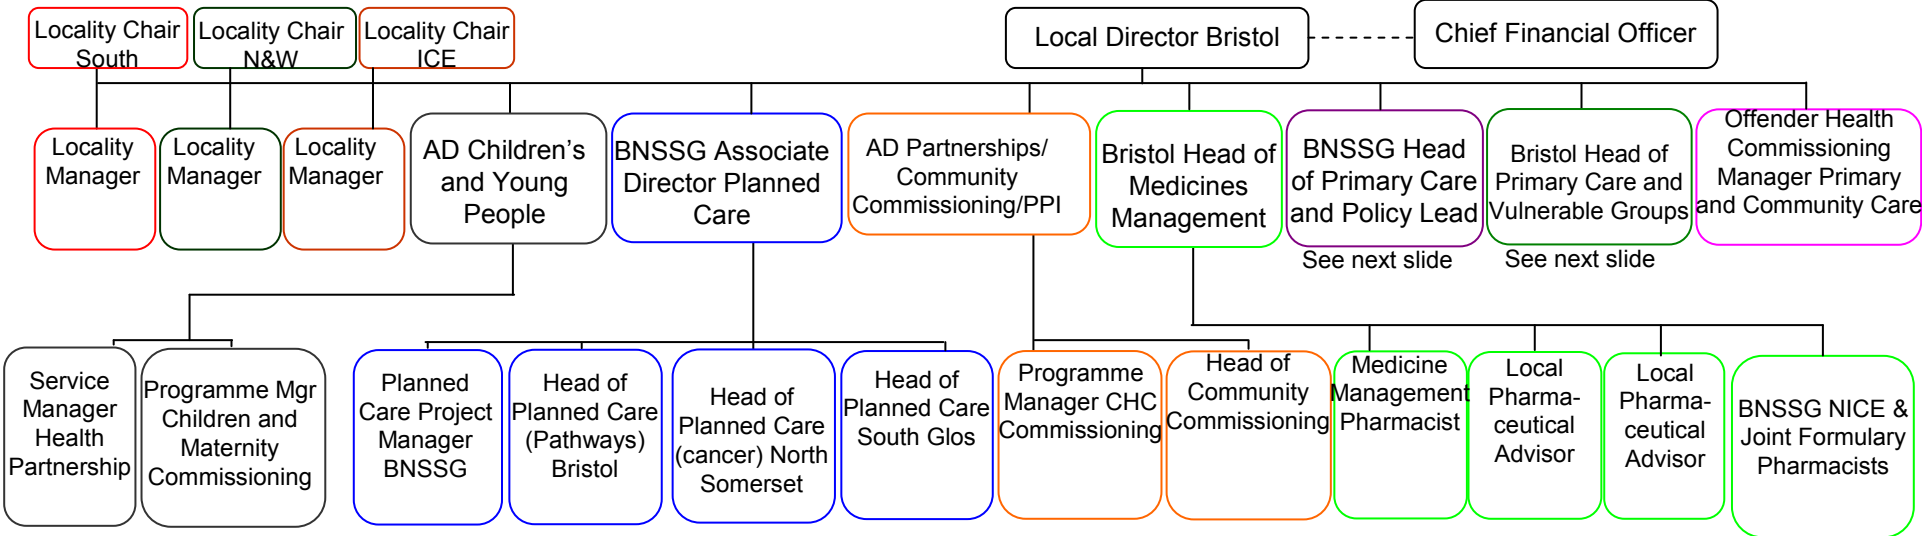 Locality Chair
South
Locality Chair
N&W
Locality Chair
ICE
Local Director Bristol
Chief Financial Officer
Locality
Manager
Locality
Manager
Locality
Manager
AD Children's
and Young
People
BNSSG Associate
Director Planned
Care
AD Partnerships/
Community
Commissioning/PPI
Bristol Head of
Medicines
Management
BNSSG Head
of Primary Care
and Policy Lead
See next slide
Bristol Head of
Primary Care and
Vulnerable Groups
See next slide
Offender Health
Commissioning
Manager Primary
and Community Care
Service
Manager
Health
Partnership
Programme Mgr
Children and
Maternity
Commissioning
Planned
Care Project
Manager
BNSSG
Head of
Planned Care
(Pathways)
Bristol
Head of
Planned Care
(cancer) North
Somerset
Head of
Planned Care
South Glos
Programme
Manager CHC
Commissioning
Head of
Community
Commissioning
Medicine
Management
Pharmacist
Local
Pharma-
ceutical
Advisor
Local
Pharma-
ceutical
Advisor
BNSSG NICE &
Joint Formulary
Pharmacists